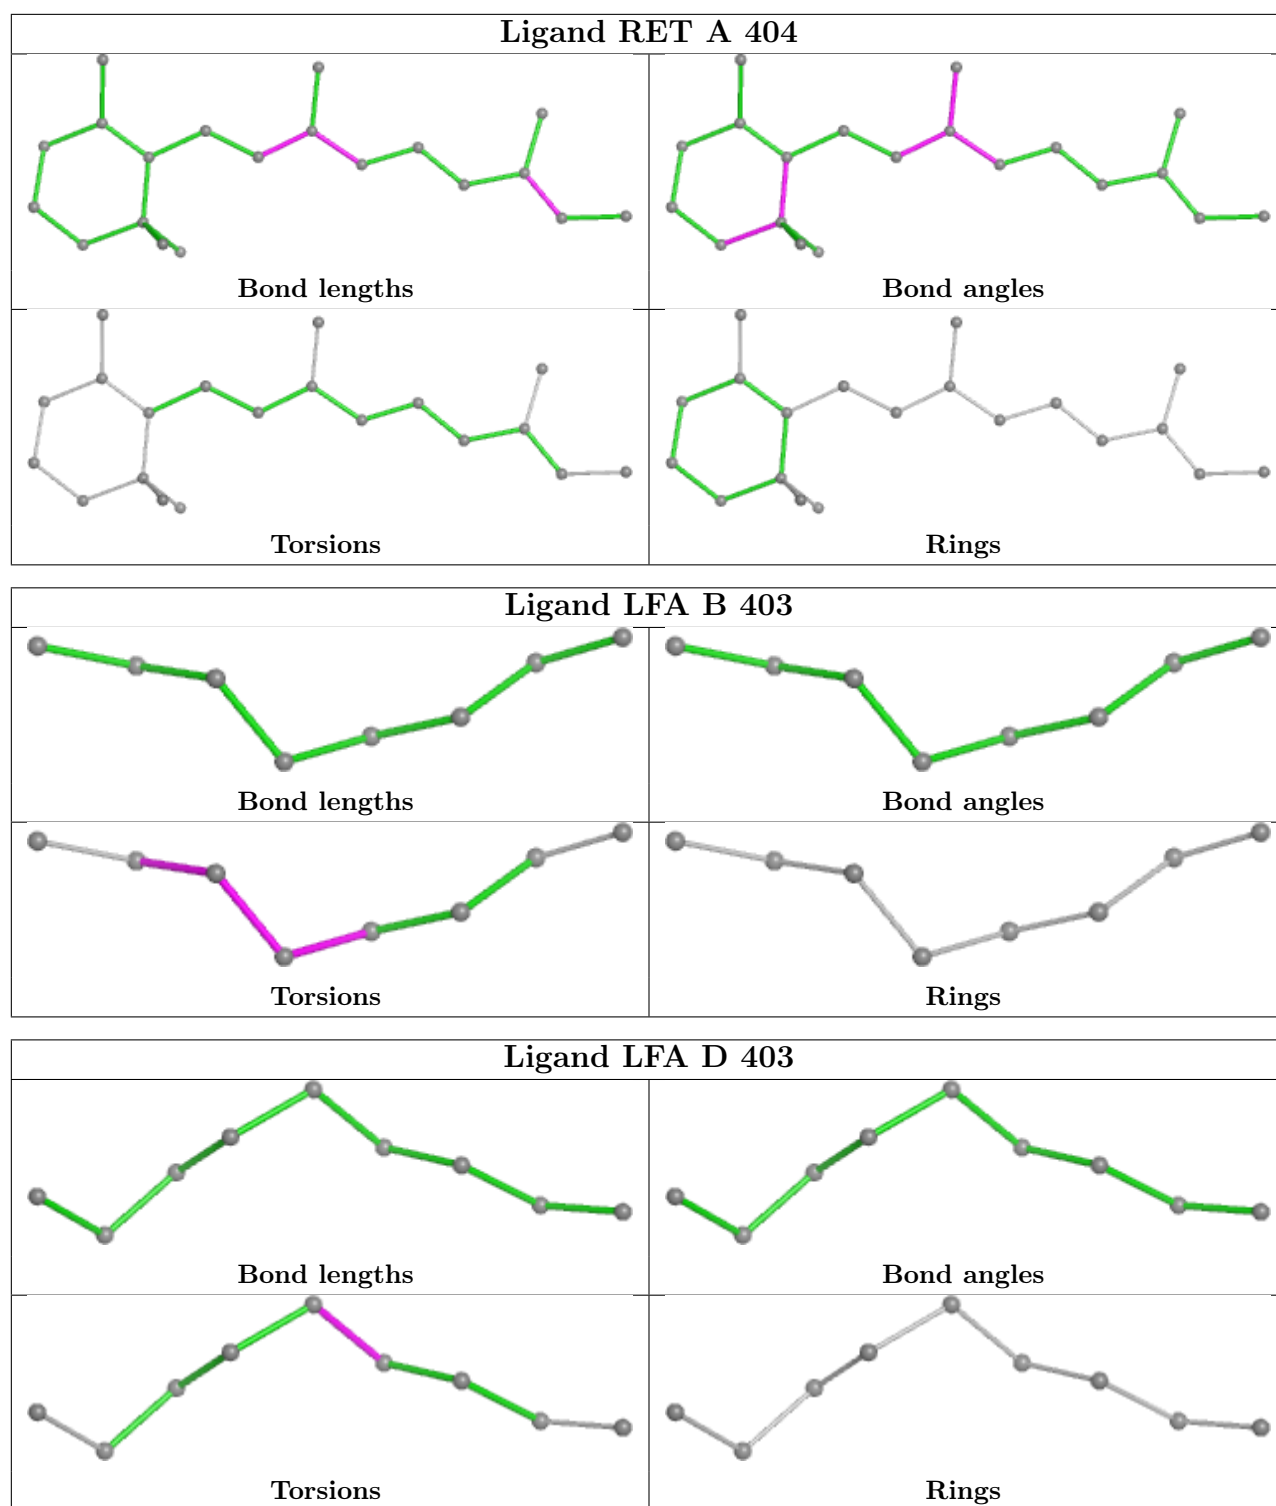 Ligand RET A 404
Bond lengths
Bond angles
Torsions
Rings
Ligand LFA B 403
Bond lengths
Bond angles
Torsions
Rings
Ligand LFA D 403
Bond lengths
Bond angles
Torsions
Rings